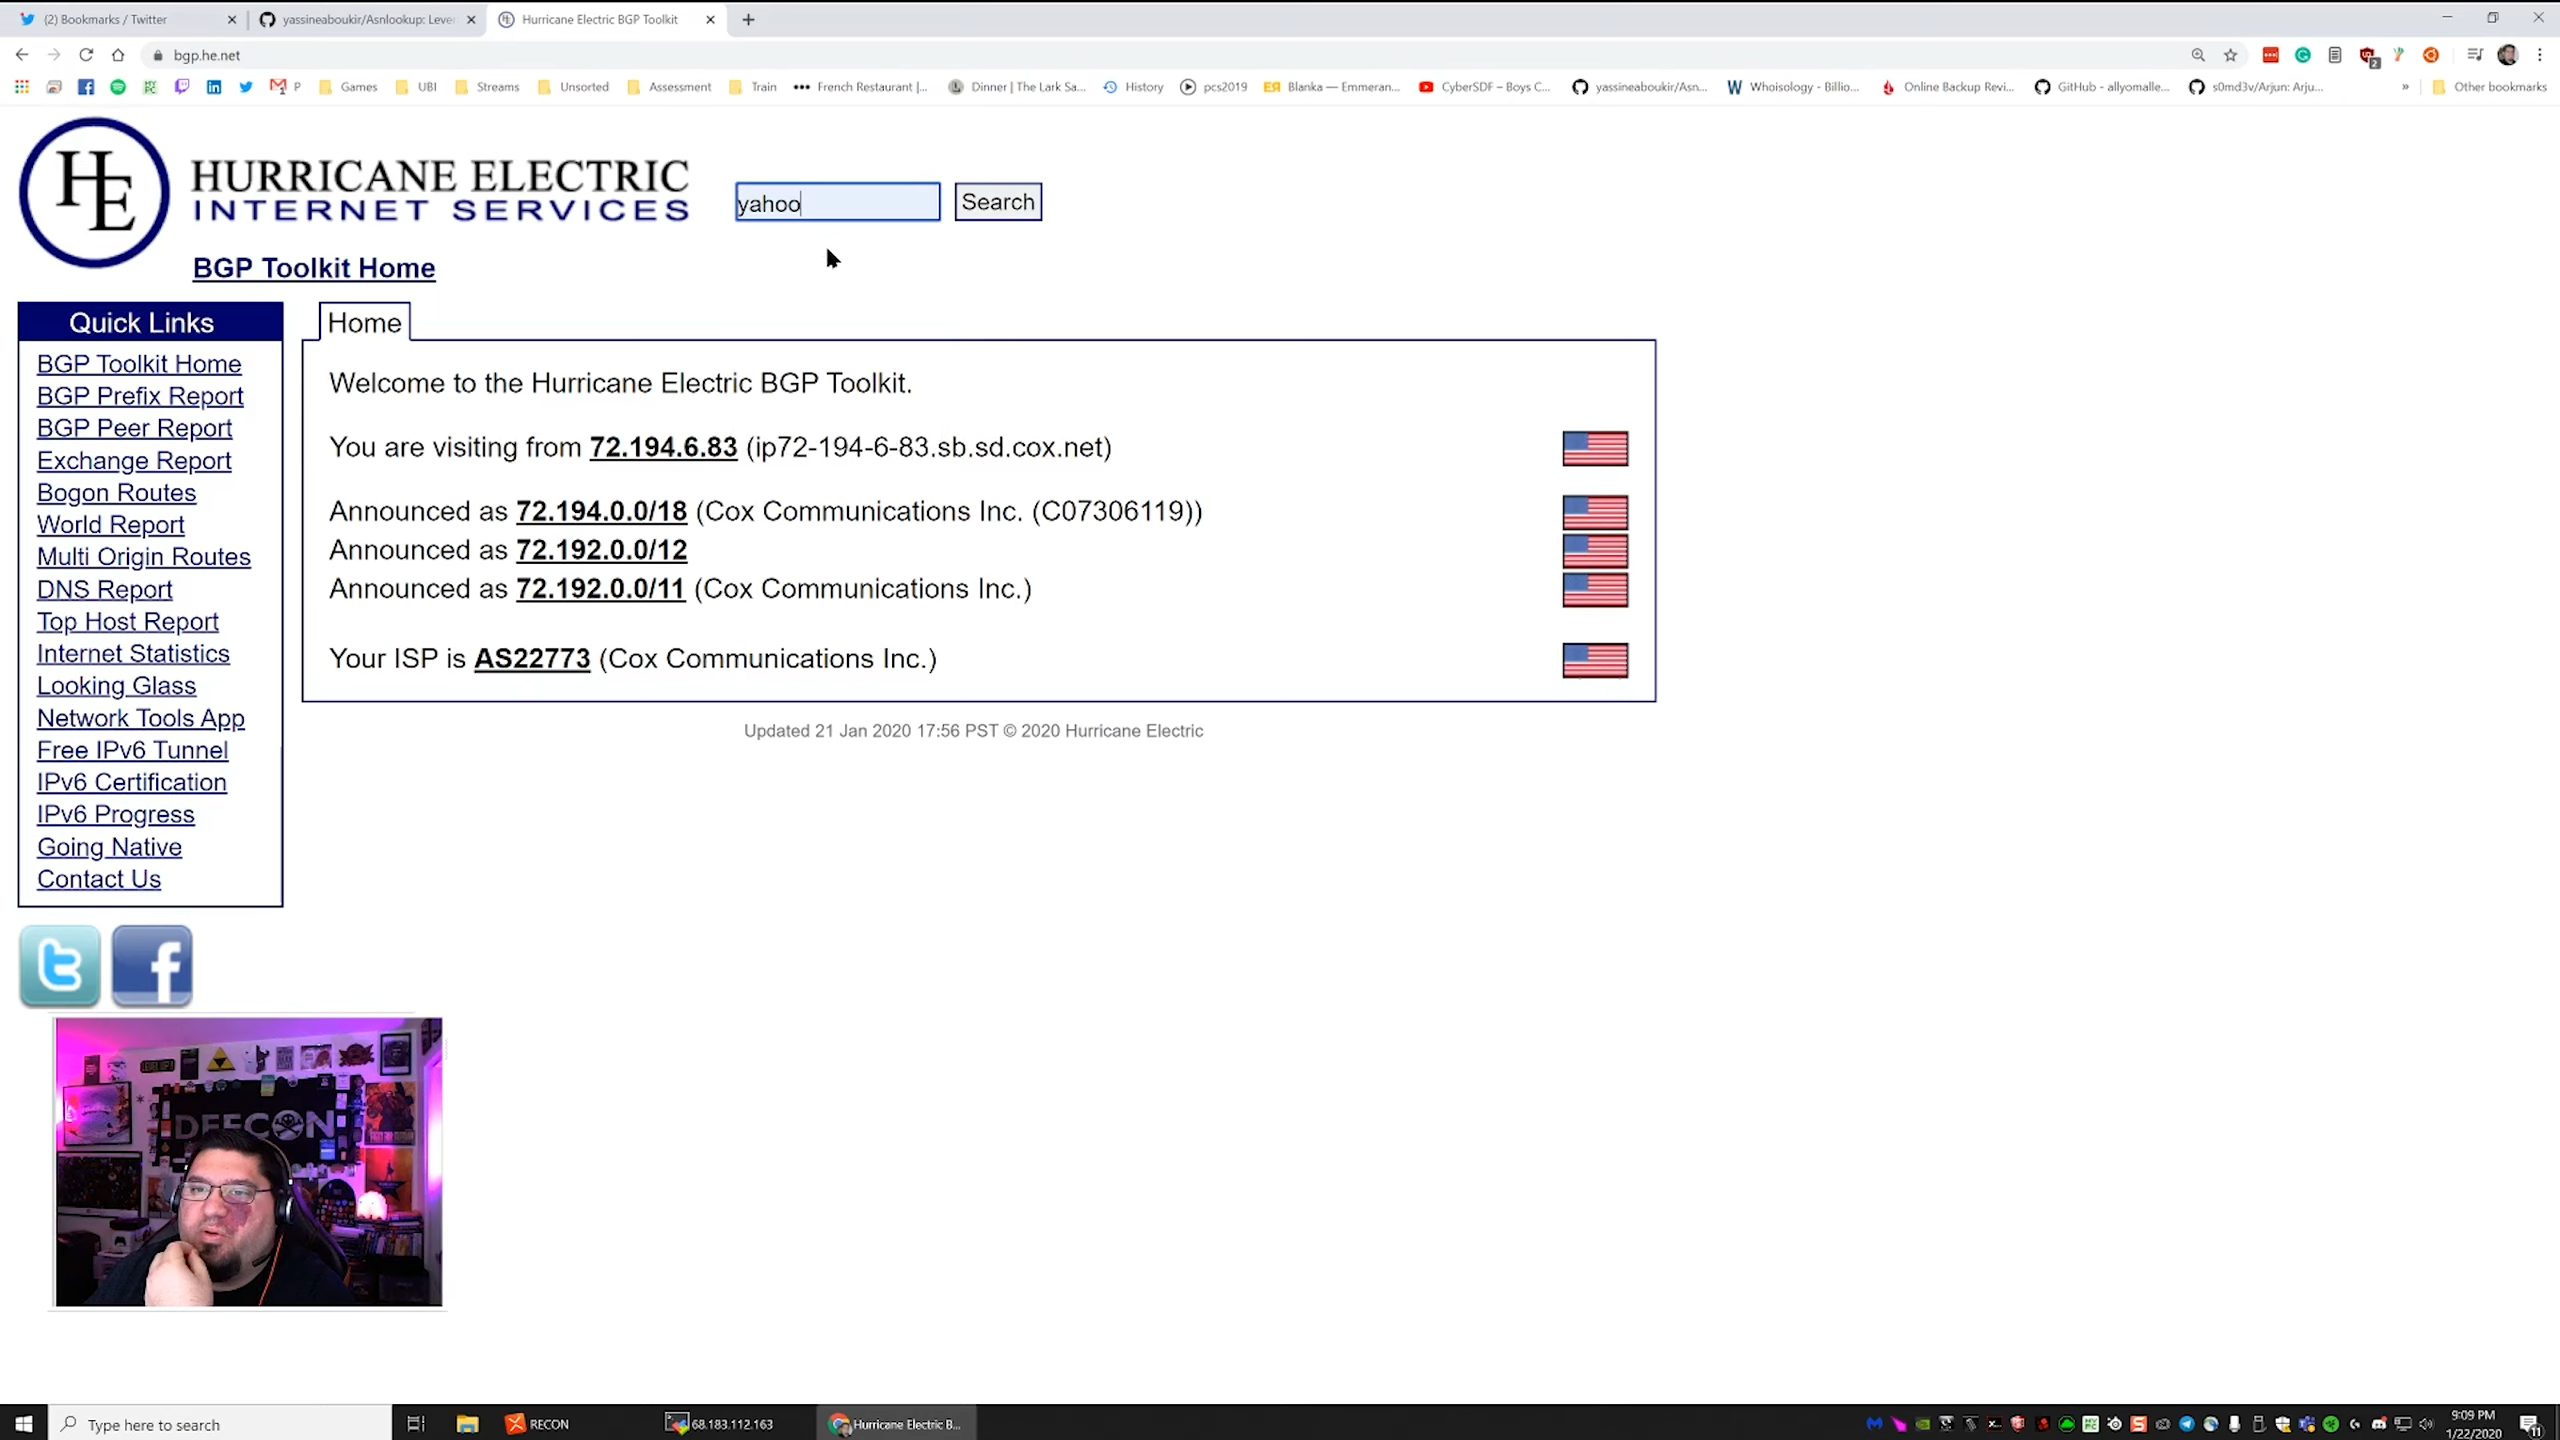 (2) Bookmarks / Twitter
yassineaboukir/Asnlookup: Lever
Hurricane Electric BGP Toolkit
bgp.he.net
P
Games
UBI
Streams
Unsorted
Assessment
Train
French Restaurant |...
Dinner | The Lark Sa...
History
pcs2019
Blanka — Emmeran...
CyberSDF – Boys C...
yassineaboukir/Asn...
Whoisology - Billio...
Online Backup Revi...
GitHub - allyomalle...
s0md3v/Arjun: Arju...
»
Other bookmarks
HE
HURRICANE ELECTRIC
INTERNET SERVICES
yahoo
Search
BGP Toolkit Home
Quick Links
BGP Toolkit Home
BGP Prefix Report
BGP Peer Report
Exchange Report
Bogon Routes
World Report
Multi Origin Routes
DNS Report
Top Host Report
Internet Statistics
Looking Glass
Network Tools App
Free IPv6 Tunnel
IPv6 Certification
IPv6 Progress
Going Native
Contact Us
Home
Welcome to the Hurricane Electric BGP Toolkit.
You are visiting from 72.194.6.83 (ip72-194-6-83.sb.sd.cox.net)
Announced as 72.194.0.0/18 (Cox Communications Inc. (C07306119))
Announced as 72.192.0.0/12
Announced as 72.192.0.0/11 (Cox Communications Inc.)
Your ISP is AS22773 (Cox Communications Inc.)
Updated 21 Jan 2020 17:56 PST © 2020 Hurricane Electric
DEFCON
Type here to search
RECON
68.183.112.163
Hurricane Electric B...
9:09 PM
1/22/2020